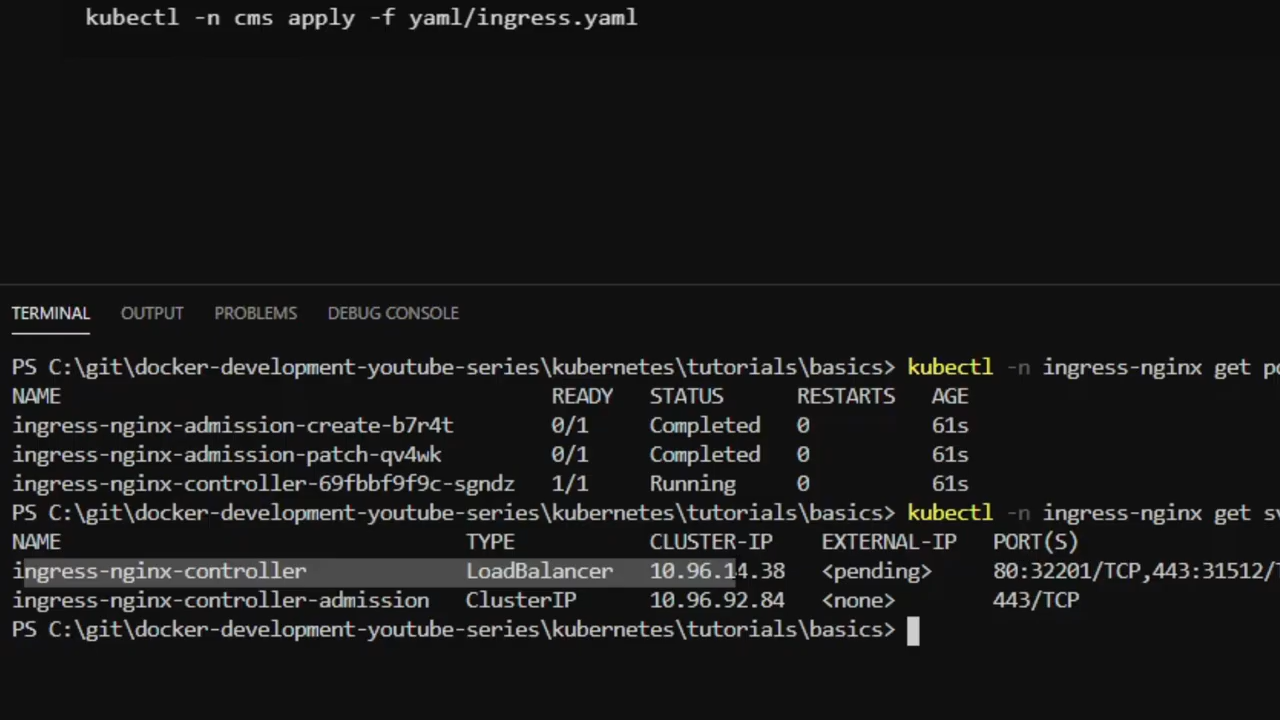 kubectl -n cms apply -f yaml/ingress.yaml
TERMINAL OUTPUT PROBLEMS DEBUG CONSOLE
PS C:\git\docker-development-youtube-series\kubernetes\tutorials\basics> kubectl -n ingress-nginx get
NAME READY STATUS RESTARTS AGE
ingress-nginx-admission-create-b7r4t 0/1 Completed 0 61s
ingress-nginx-admission-patch-qv4wk 0/1 Completed 0 61s
ingress-nginx-controller-69fbbf9f9c-sgndz 1/1 Running 0 61s
PS C:\git\docker-development-youtube-series\kubernetes\tutorials\basics> kubectl -n ingress-nginx get
NAME TYPE CLUSTER-IP EXTERNAL-IP PORT(S)
ingress-nginx-controller LoadBalancer 10.96.14.38 <pending> 80:32201/TCP,443:31512/
ingress-nginx-controller-admission ClusterIP 10.96.92.84 <none> 443/TCP
PS C:\git\docker-development-youtube-series\kubernetes\tutorials\basics>